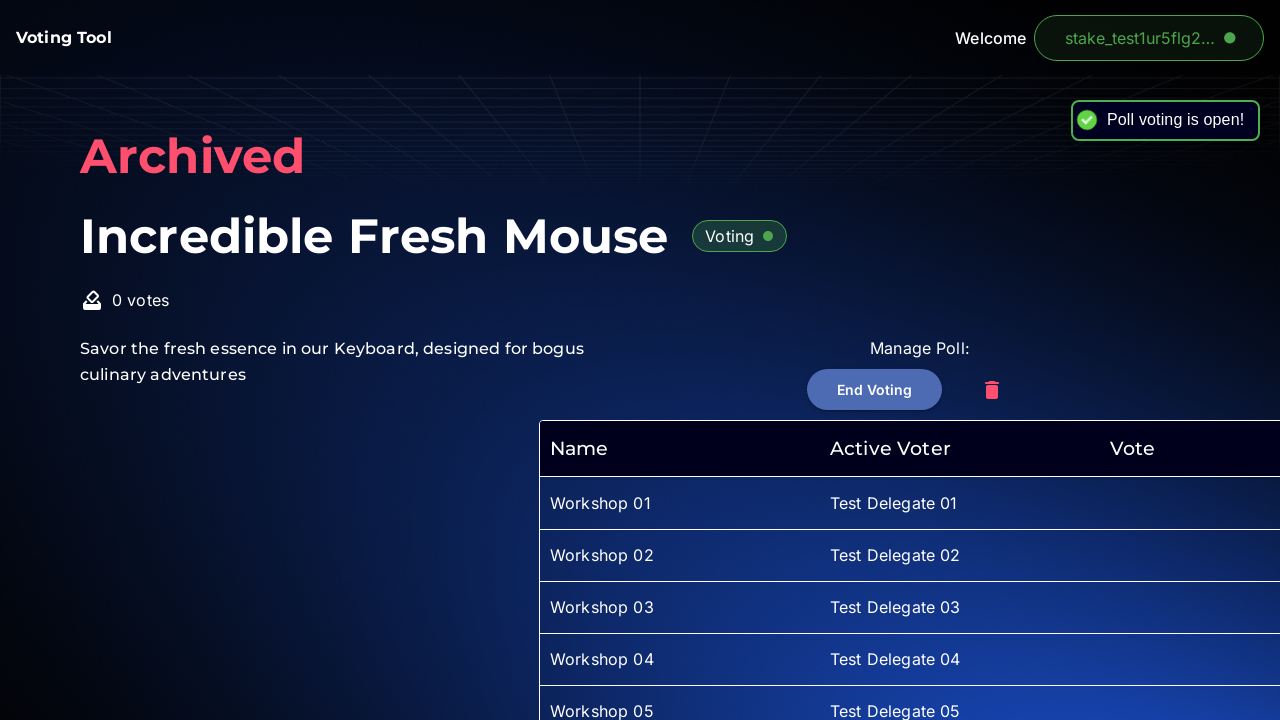 Voting Tool
Welcome
stake_test1ur5flg2...
Poll voting is open!
Archived
Incredible Fresh Mouse
Voting
0 votes
Savor the fresh essence in our Keyboard, designed for bogus
culinary adventures
Manage Poll:
End Voting
Name Active Voter Vote
Workshop 01 Test Delegate 01
Workshop 02 Test Delegate 02
Workshop 03 Test Delegate 03
Workshop 04 Test Delegate 04
Workshop 05 Test Delegate 05